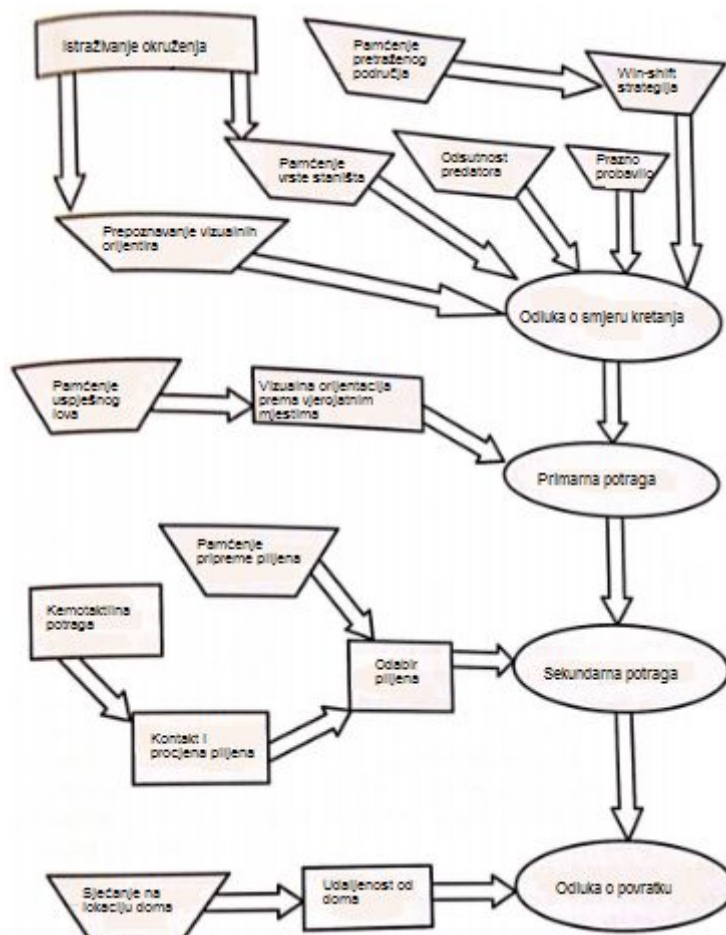 Istraživanje okruženja
Pamćenje
pretraženog
područja
Win-shift
strategija
Pamćenje
vrste staništa
Odsutnost
predatora
Prazno
probavilo
Prepoznavanje vizualnih
orijentira
Odluka o smjeru kretanja
Pamćenje
uspješnog
lova
Vizualna orijentacija
prema vjerojatnim
mjestima
Primarna potraga
Pamćenje
pripreme plijena
Kemotaktilna
potraga
Odabir
plijena
Sekundarna potraga
Kontakt i
procjena plijena
Sjećanje na
lokaciju doma
Udaljenost od
doma
Odluka o povratku